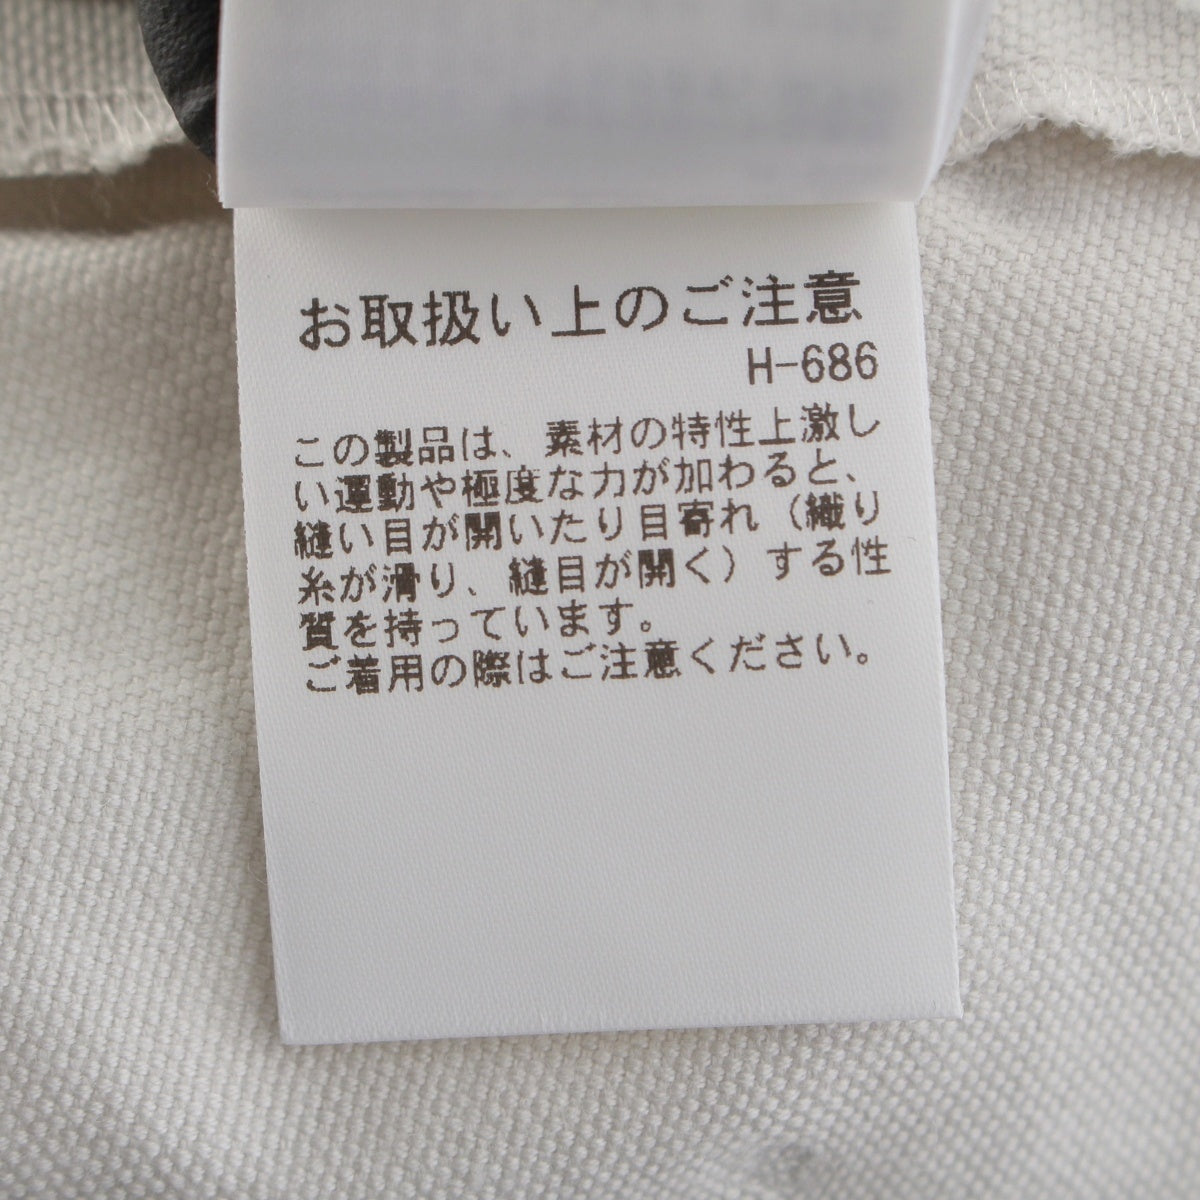 お取扱い上のご注意
H-686
この製品は、素材の特性上激し
い運動や極度な力が加わると、
縫い目が開いたり目寄れ（織り
糸が滑り、縫目が開く）する性
質を持っています。
ご着用の際はご注意ください。